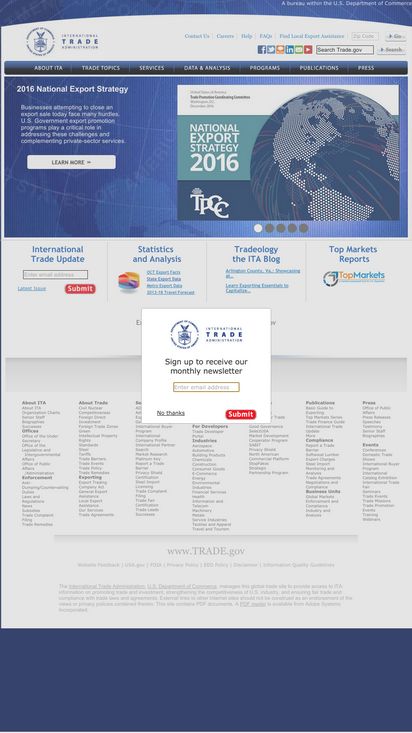 A bureau within the U.S. Department of Commerce
INTERNATIONAL
TRADE
ADMINISTRATION
Contact Us | Careers | Help | FAQs | Find Local Export Assistance
Zip Code
Go
Search Trade.gov
Search
ABOUT ITA
TRADE TOPICS
SERVICES
DATA & ANALYSIS
PROGRAMS
PUBLICATIONS
PRESS
2016 National Export Strategy
Businesses attempting to close an
export sale today face many hurdles.
U.S. Government export promotion
programs play a critical role in
addressing these challenges and
complementing private-sector services.
LEARN MORE »
United States of America
Trade Promotion Coordinating Committee
Washington, DC
December 2016
NATIONAL
EXPORT
STRATEGY
2016
TPCC
International
Trade Update
Enter email address
Latest Issue
Submit
Statistics
and Analysis
OCT Export Facts
State Export Data
Metro Export Data
2013-18 Travel Forecast
Tradeology
the ITA Blog
Arlington County, Va.: Showcasing
at...
Learn Exporting Essentials to
Capitalize...
Top Markets
Reports
TopMarkets
INTERNATIONAL
TRADE
ADMINISTRATION
Sign up to receive our
monthly newsletter
Enter email address
No thanks
Submit
About ITA
About ITA
Organization Charts
Senior Staff
Biographies
Successes
Offices
Office of the Under
Secretary
Office of the
Legislation and
Intergovernmental
Affairs
Office of Public
Affairs
Administration
Enforcement
Anti
Dumping/Countervailing
Duties
Laws and
Regulations
News
Subsidies
Trade Complaint
Filing
Trade Remedies
About Trade
Civil Nuclear
Competitiveness
Foreign Direct
Investment
Foreign Trade Zones
Green
Intellectual Property
Rights
Standards
Steel
Tariffs
Trade Barriers
Trade Events
Trade Policy
Trade Remedies
Exporting
Export Training
Company Ad
General Export
Assistance
Local Export
Assistance
Our Services
Trade Agreements
International Buyer
Program
International
Company Profile
International Partner
Search
Market Research
Platinum Key
Report a Trade
Barrier
Privacy Shield
Certification
Steel Import
Licensing
Trade Complaint
Filing
Trade Fair
Certification
Trade Leads
Successes
For Developers
Trade Developer
Portal
Industries
Aerospace
Automotive
Building Products
Chemicals
Construction
Consumer Goods
E-Commerce
Energy
Environmental
Industries
Financial Services
Health
Information and
Telecom
Machinery
Metals
Service Industries
Textiles and Apparel
Travel and Tourism
Good Governance
SelectUSA
Market Development
Cooperator Program
SABIT
Privacy Shield
North American
Commercial Platform
StopFakes
Strategic
Partnership Program
Publications
Basic Guide to
Exporting
Top Markets Series
Trade Finance Guide
International Trade
Update
More
Compliance
Report a Trade
Barrier
Lumber Export
Charges
Steel Import
Monitoring and
Analysis
Trade Agreements
Negotiations and
Compliance
Business Units
Global Markets
Enforcement and
Compliance
Industry and
Analysis
Press
Office of Public
Affairs
Press Releases
Speeches
Testimony
Senior Staff
Biographies
Events
Trade Events
Conferences
Domestic Trade
Shows
International Buyer
Program
International
Catalog Exhibition
International Trade
Fair
Seminars
Trade Events
Trade Missions
Trade Promotion
Events
Training
Webinars
www.TRADE.gov
Website Feedback | USA.gov | FOIA | Privacy Policy | EEO Policy | Disclaimer | Information Quality Guidelines
The International Trade Administration, U.S. Department of Commerce, manages this global trade site to provide access to ITA
information on promoting trade and investment, strengthening the competitiveness of U.S. industry, and ensuring fair trade and
compliance with trade laws and agreements. External links to other Internet sites should not be construed as an endorsement of the
views or privacy policies contained therein. This site contains PDF documents. A PDF reader is available from Adobe Systems
Incorporated.